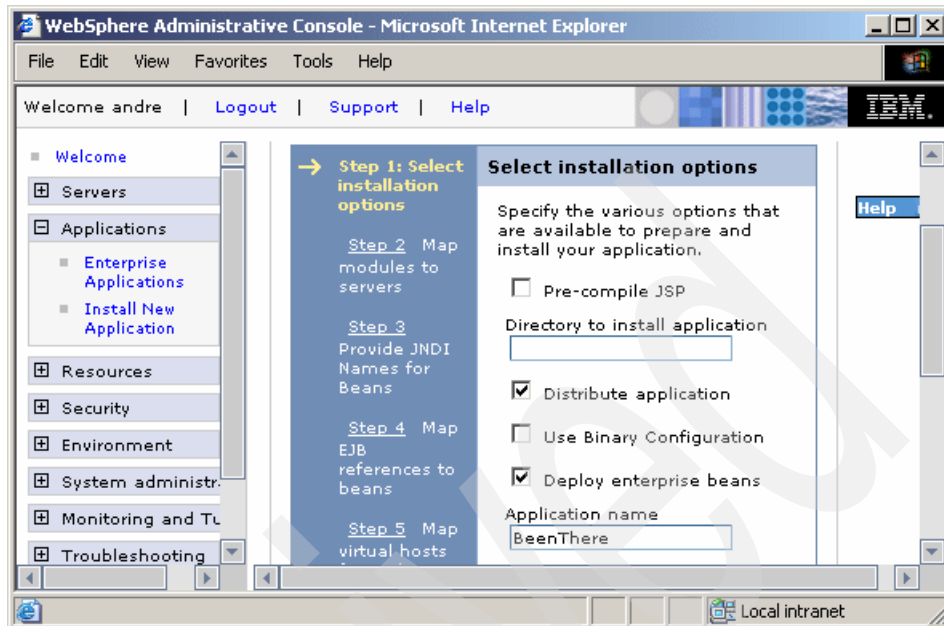 WebSphere Administrative Console - Microsoft Internet Explorer
File Edit View Favorites Tools Help
Welcome andre | Logout | Support | Help
IBM.
Welcome
Servers
Applications
Enterprise
Applications
Install New
Application
Resources
Security
Environment
System administr
Monitoring and Tu
Troubleshooting
Step 1: Select
installation
options
Step 2 Map
modules to
servers
Step 3
Provide JNDI
Names for
Beans
Step 4 Map
EJB
references to
beans
Step 5 Map
virtual hosts
Select installation options
Specify the various options that
are available to prepare and
install your application.
Pre-compile JSP
Directory to install application
Distribute application
Use Binary Configuration
Deploy enterprise beans
Application name
BeenThere
Help
Local intranet